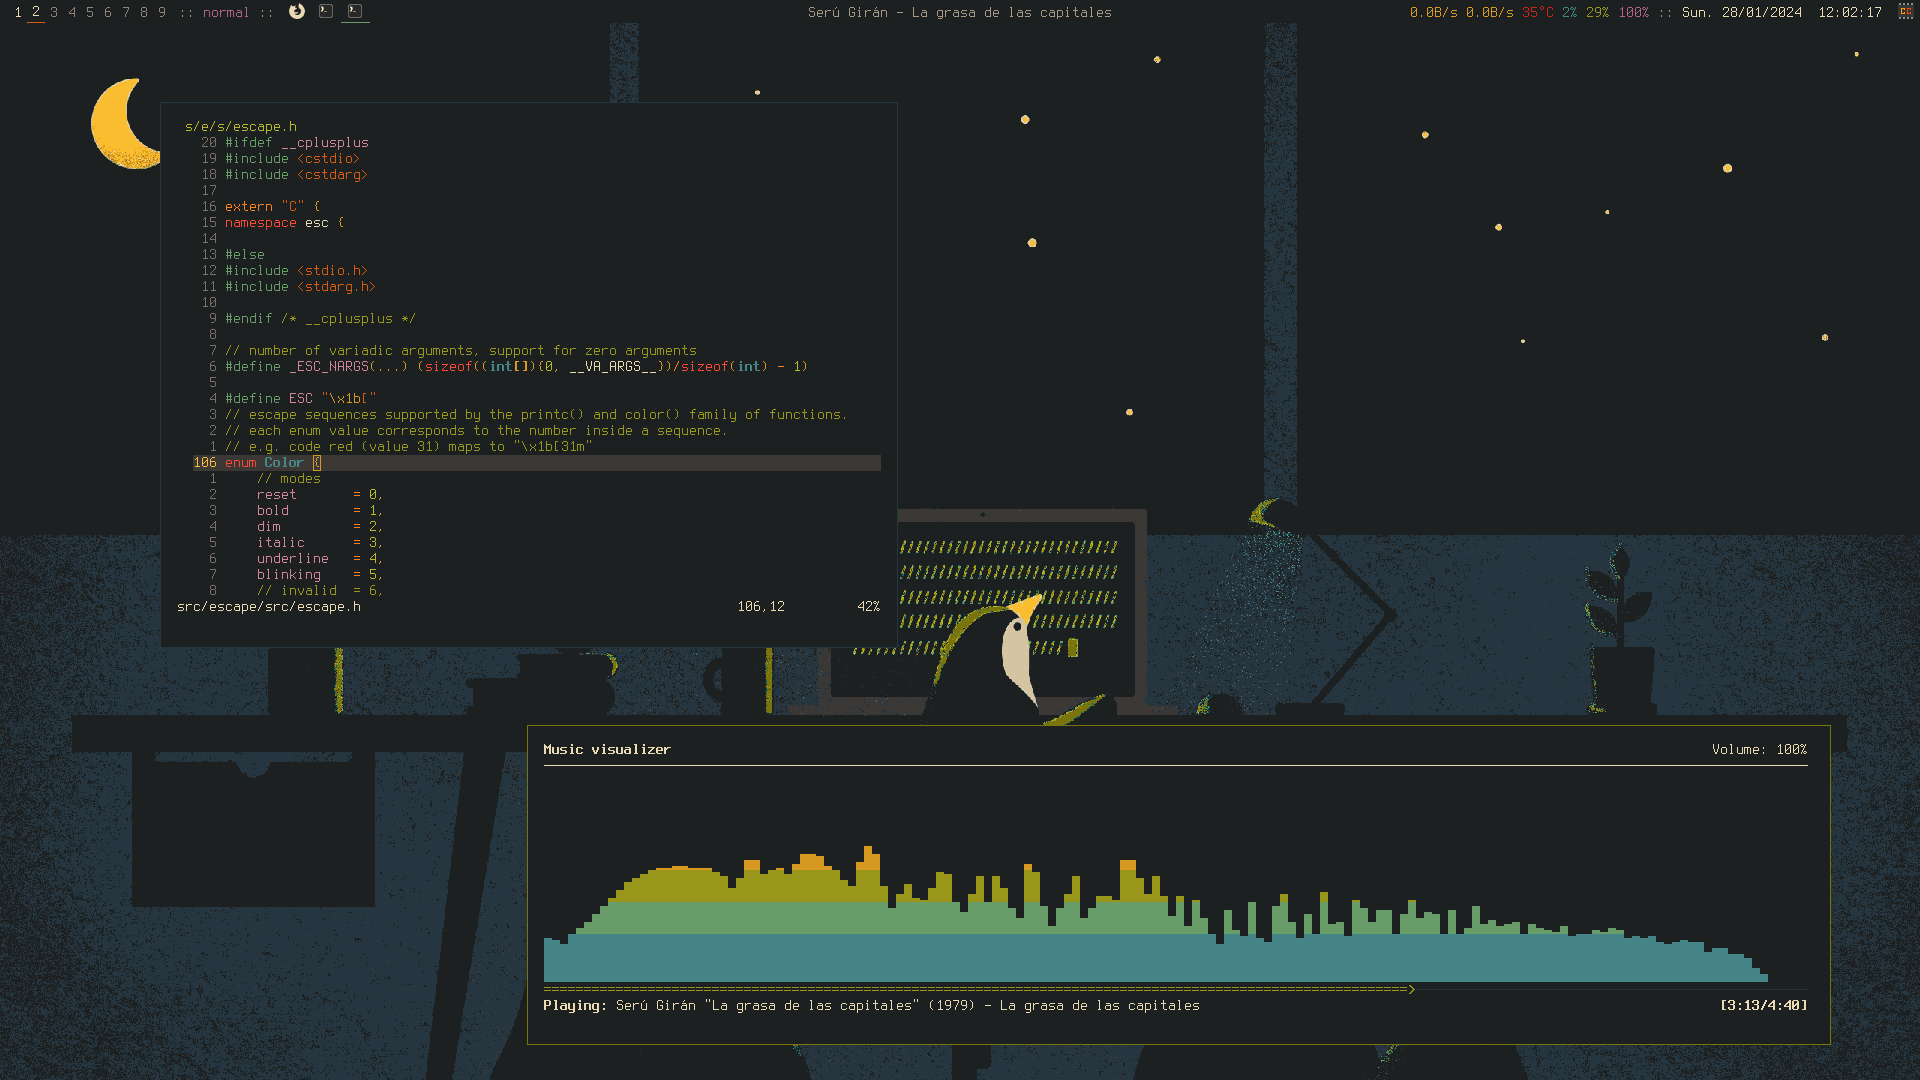 1 2 3 4 5 6 7 8 9 :: normal ::
Serú Girán - La grasa de las capitales
0.0B/s 0.0B/s 35°C 2% 29% 100% :: Sun. 28/01/2024 12:02:17
s/e/s/escape.h
20 #ifdef __cplusplus
19 #include <cstdio>
18 #include <cstdarg>
17
16 extern "C" {
15 namespace esc {
14
13 #else
12 #include <stdio.h>
11 #include <stdarg.h>
10
9 #endif /* __cplusplus */
8
7 // number of variadic arguments, support for zero arguments
6 #define _ESC_NARGS(...) (sizeof((int[]){0, __VA_ARGS__})/sizeof(int) - 1)
5
4 #define ESC "\x1b["
3 // escape sequences supported by the printc() and color() family of functions.
2 // each enum value corresponds to the number inside a sequence.
1 // e.g. code red (value 31) maps to "\x1b[31m"
106 enum Color {
1 // modes
2 reset = 0,
3 bold = 1,
4 dim = 2,
5 italic = 3,
6 underline = 4,
7 blinking = 5,
8 // invalid = 6,
src/escape/src/escape.h 106,12 42%
Music visualizer Volume: 100%
Playing: Serú Girán "La grasa de las capitales" (1979) - La grasa de las capitales [3:13/4:40]